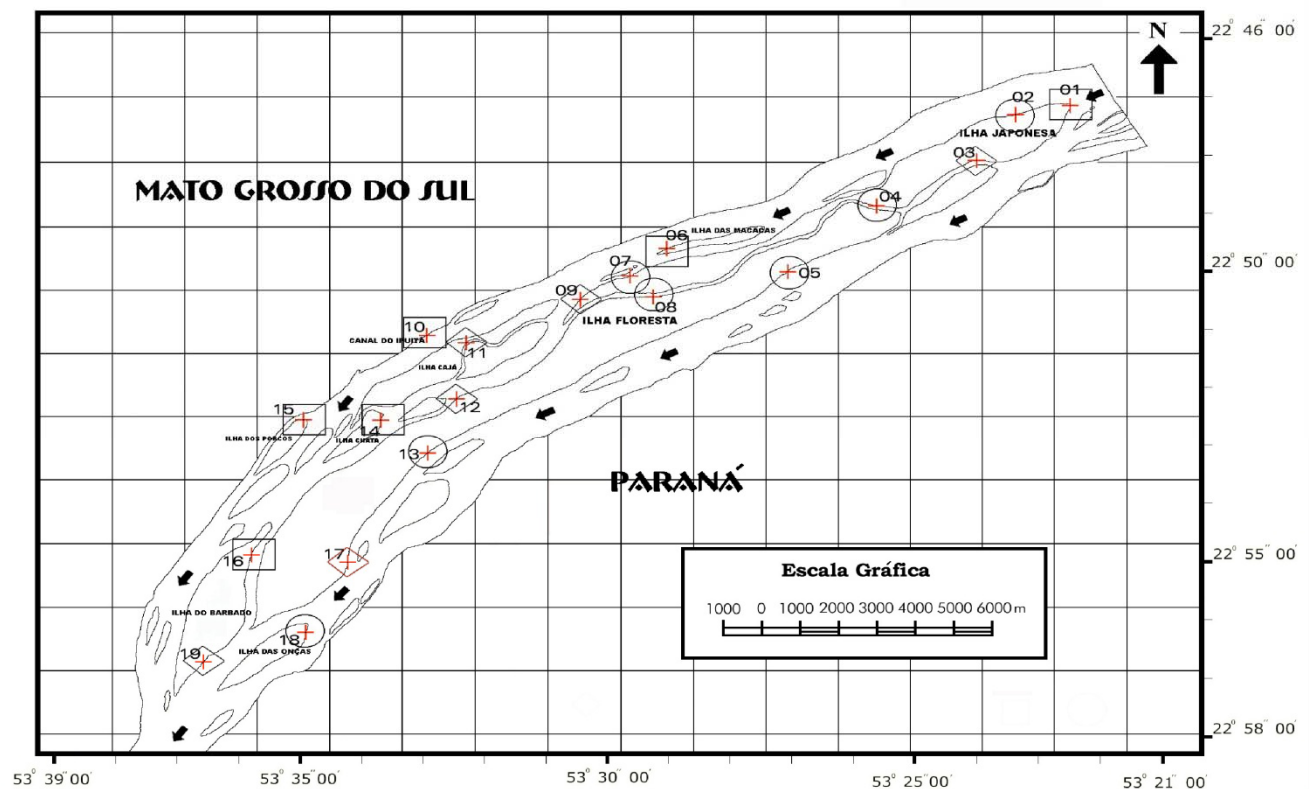 22° 46" 00'
N
01
02
ILHA JAPONESA
03
MATO GROSSO DO SUL
04
06
ILHA DAS MACACAS
07
05
22° 50" 00'
09
08
ILHA FLORESTA
10
CANAL DO IPUITÃ
11
ILHA CAJÁ
12
15
14
ILHA DOS PORCOS
ILHA CHATA
13
PARANÁ
17
16
22° 55" 00'
Escala Gráfica
1000 0 1000 2000 3000 4000 5000 6000 m
ILHA DO BARBADO
18
ILHA DAS ONÇAS
19
22° 58" 00'
53° 39" 00'
53° 35" 00'
53° 30" 00'
53° 25" 00'
53° 21" 00'